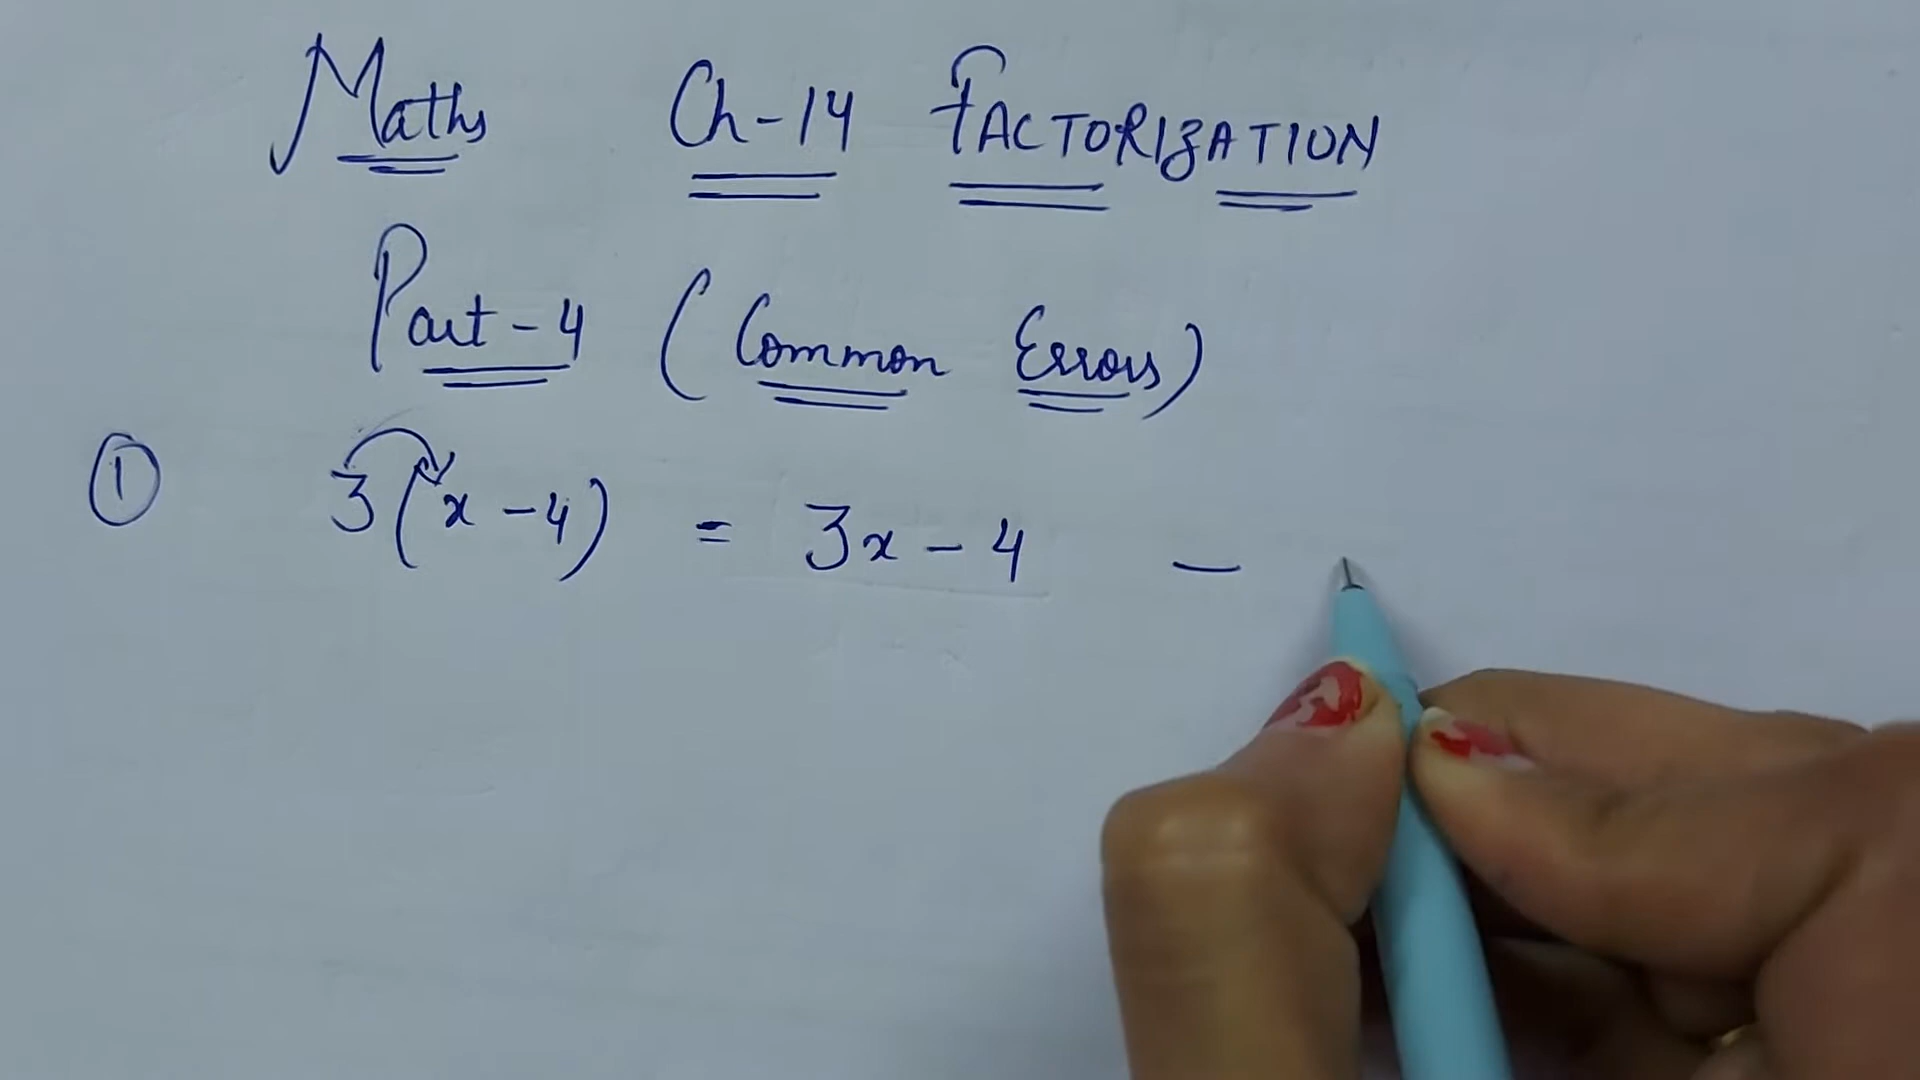 Maths Ch-14 FACTORIZATION
Part-4 (Common Errors)
① 3(x-4) = 3x-4 -